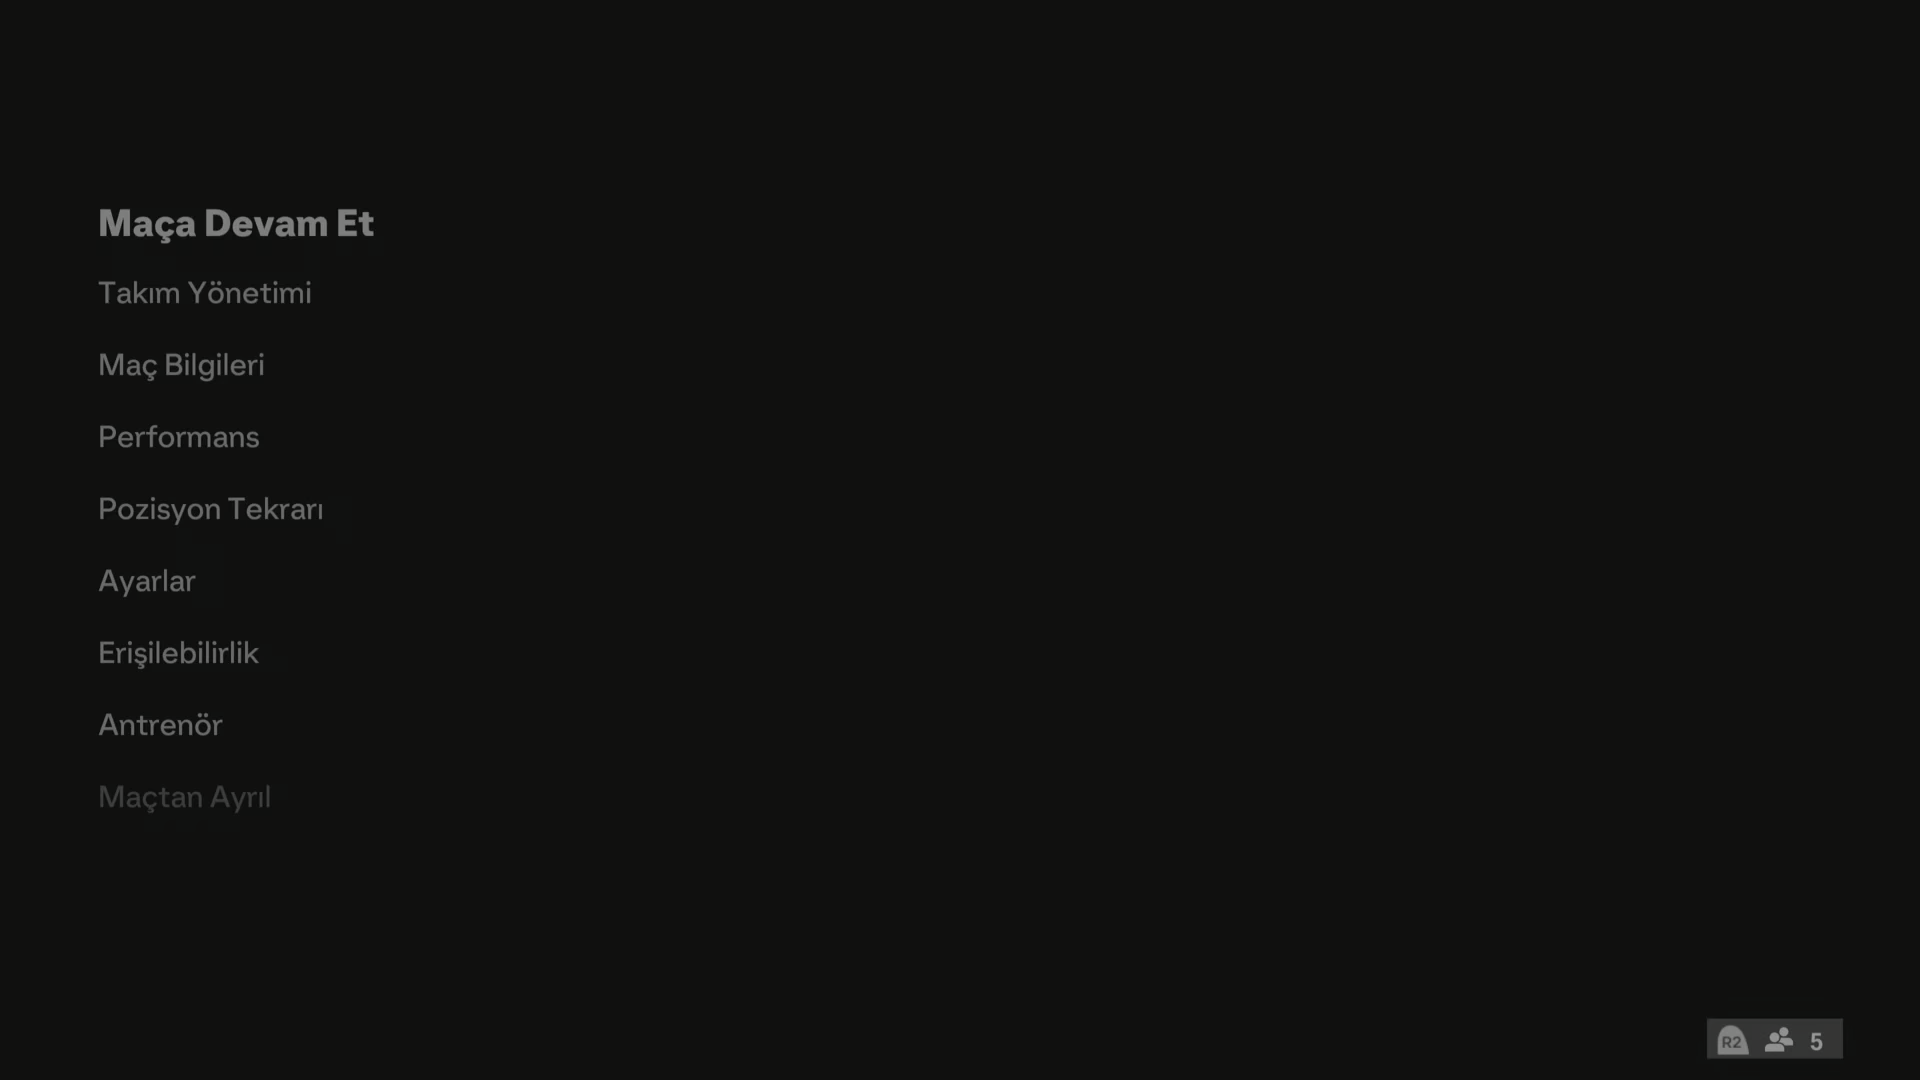 Maça Devam Et
Takım Yönetimi
Maç Bilgileri
Performans
Pozisyon Tekrarı
Ayarlar
Erişilebilirlik
Antrenör
Maçtan Ayrıl
R2 5